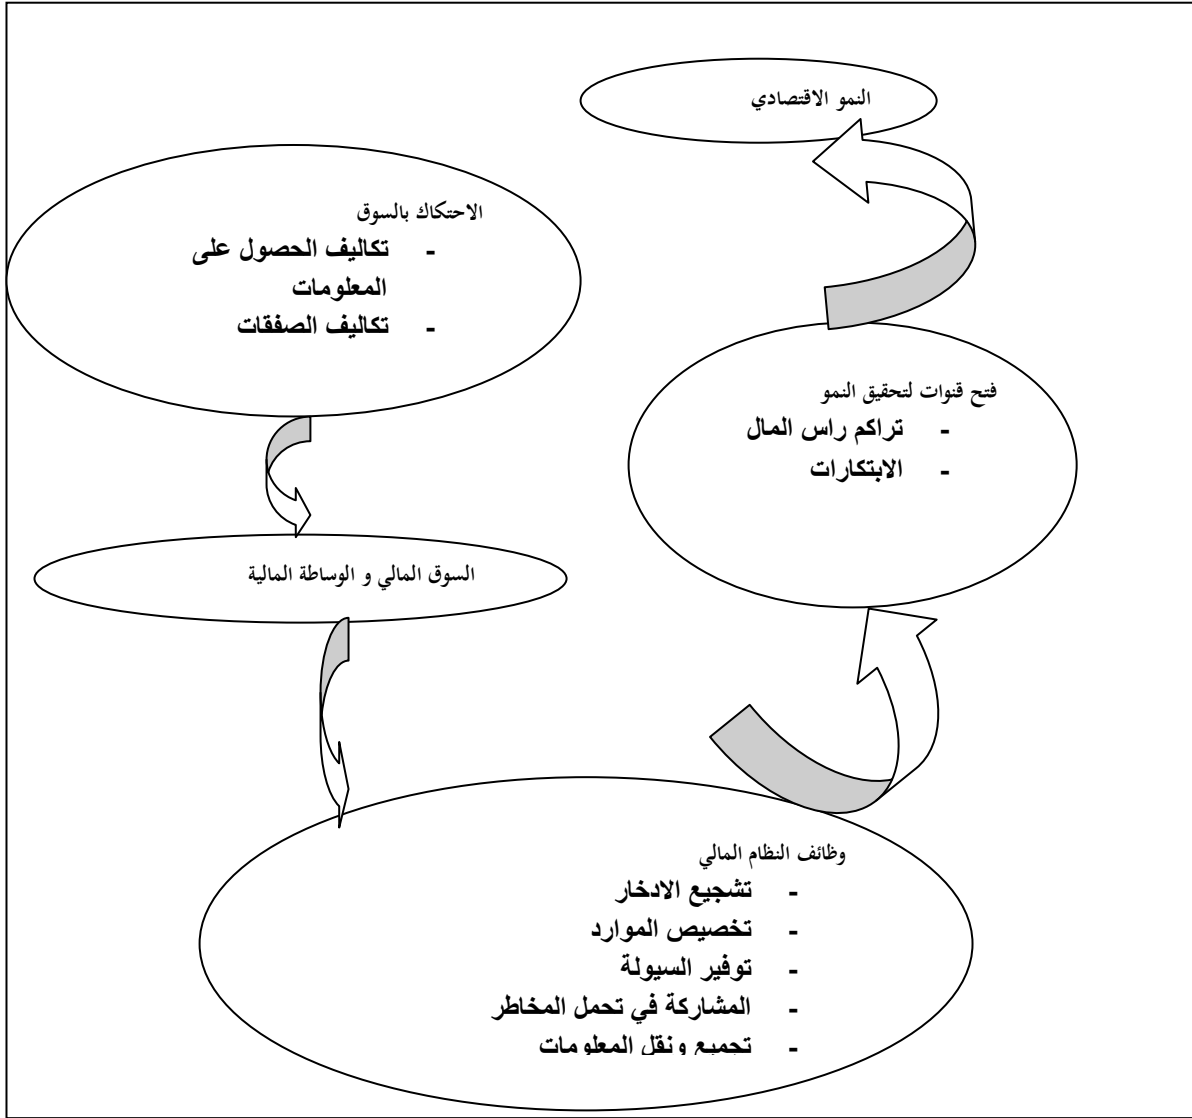 النمو الاقتصادي
الاحتكاك بالسوق
- تكاليف الحصول على
المعلومات
- تكاليف الصفقات
فتح قنوات لتحقيق النمو
- تراكم راس المال
- الابتكارات
السوق المالي و الوساطة المالية
وظائف النظام المالي
- تشجيع الادخار
- تخصيص الموارد
- توفير السيولة
- المشاركة في تحمل المخاطر
- تجميع ونقل المعلومات